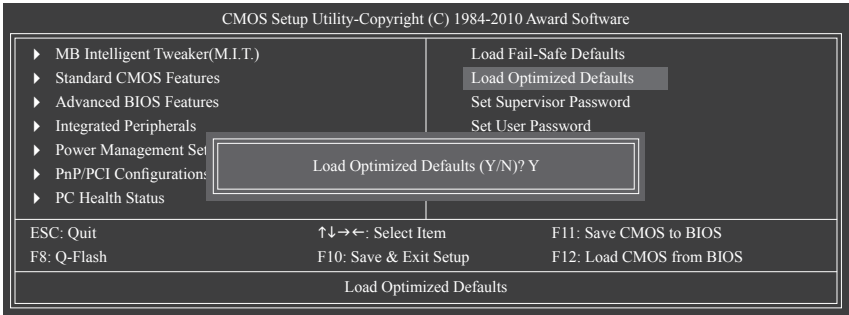 CMOS Setup Utility-Copyright (C) 1984-2010 Award Software
MB Intelligent Tweaker(M.I.T.)
Standard CMOS Features
Advanced BIOS Features
Integrated Peripherals
Power Management Set
PnP/PCI Configurations
PC Health Status
Load Fail-Safe Defaults
Load Optimized Defaults
Set Supervisor Password
Set User Password
Load Optimized Defaults (Y/N)? Y
ESC: Quit ↑↓→←: Select Item F11: Save CMOS to BIOS
F8: Q-Flash F10: Save & Exit Setup F12: Load CMOS from BIOS
Load Optimized Defaults